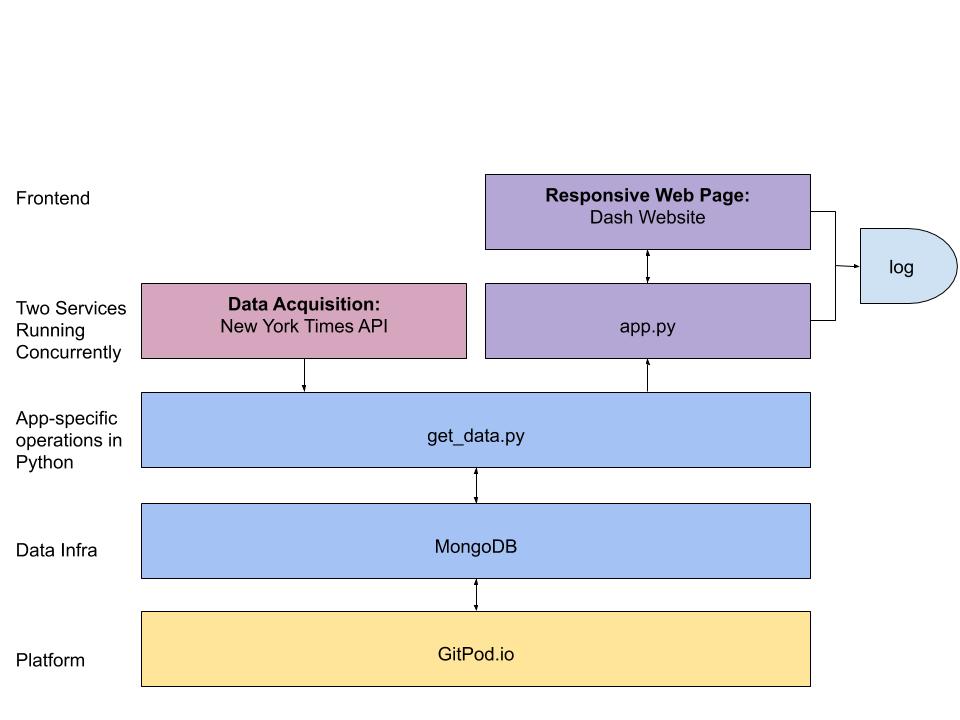 Frontend
Responsive Web Page:
Dash Website
log
Two Services
Running
Concurrently
Data Acquisition:
New York Times API
app.py
App-specific
operations in
Python
get_data.py
Data Infra
MongoDB
Platform
GitPod.io